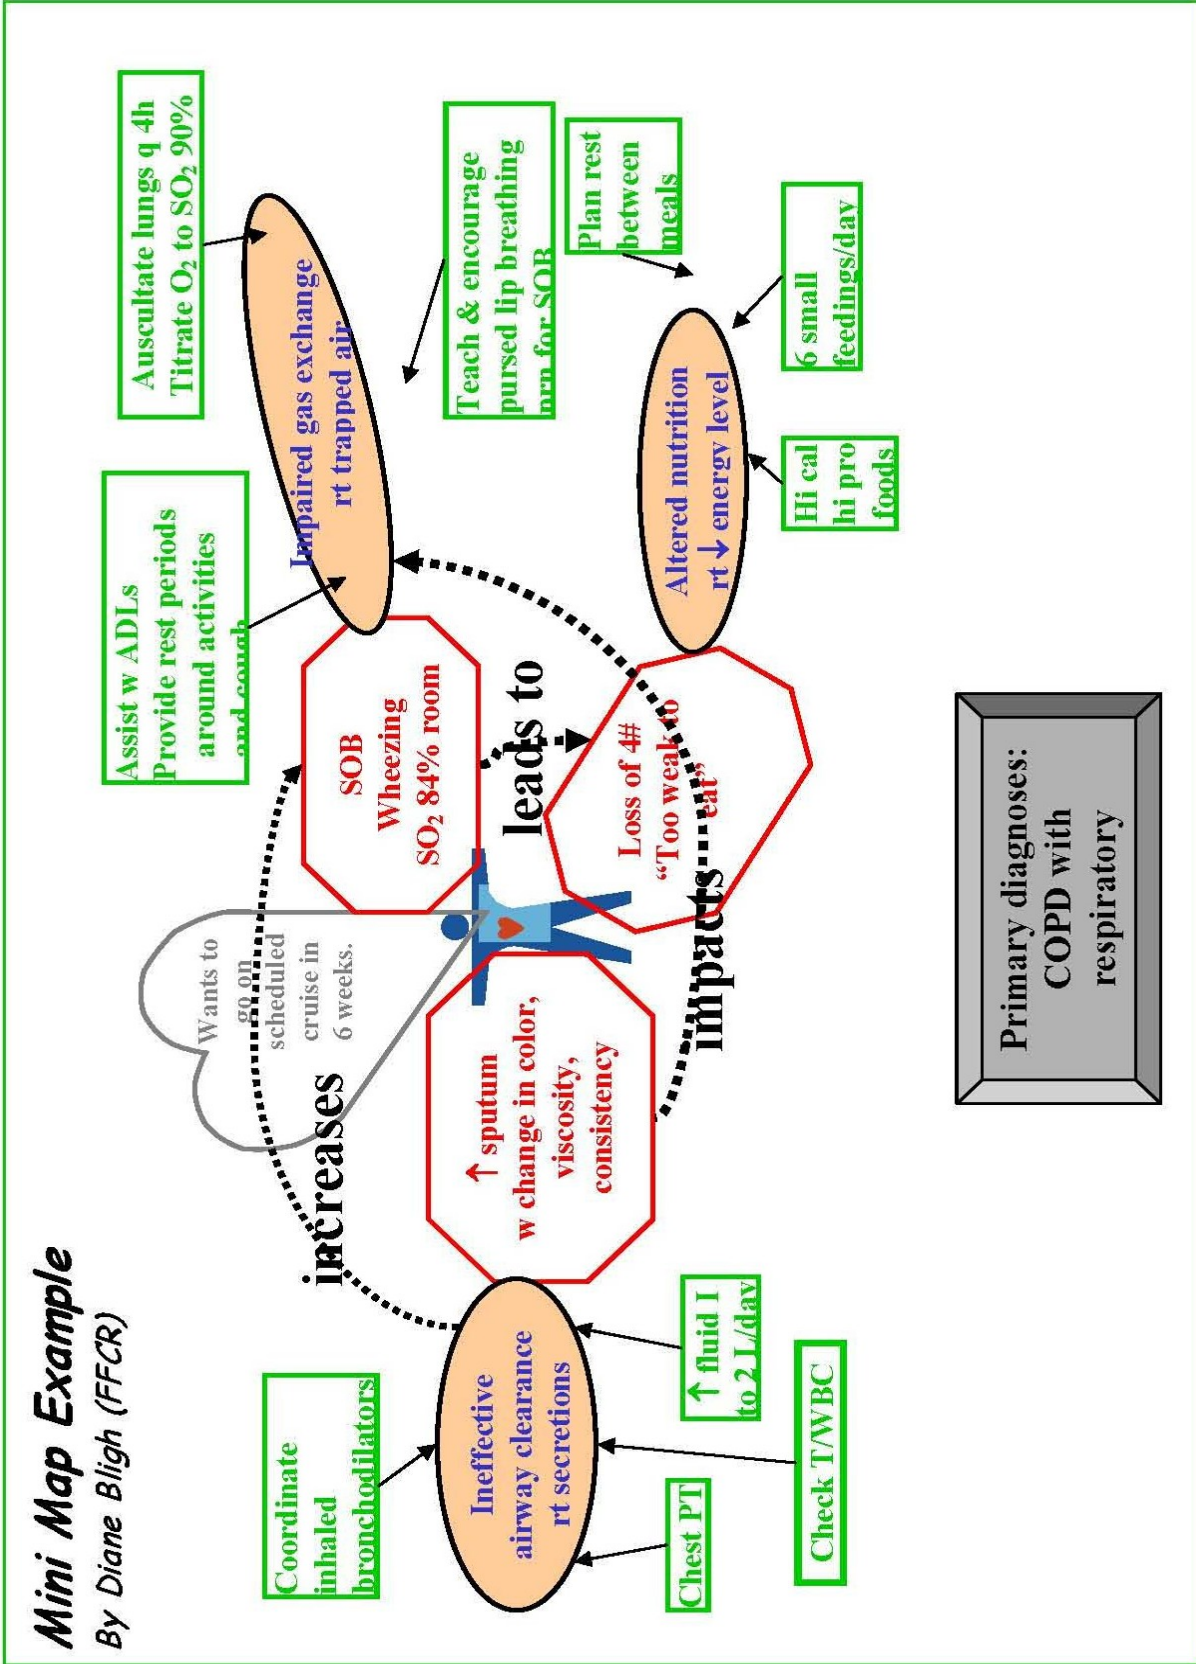 Mini Map Example
By Diane Bligh (FFCR)
Wants to
go on
scheduled
cruise in
6 weeks.
Assist w ADLs
Provide rest periods
around activities
and cough
Auscultate lungs q 4h
Titrate O₂ to SO₂ 90%
increases
SOB
Wheezing
SO₂ 84% room
Impaired gas exchange
rt trapped air
Teach & encourage
pursed lip breathing
prn for SOB
Coordinate
inhaled
bronchodilators
Ineffective
airway clearance
rt secretions
↑ sputum
w change in color,
viscosity,
consistency
leads to
Loss of 4#
“Too weak to
eat”
impacts
Altered nutrition
rt ↓ energy level
Plan rest
between
meals
6 small
feedings/day
Hi cal
hi pro
foods
↑ fluid I
to 2 L/day
Chest PT
Check T/WBC
Primary diagnoses:
COPD with
respiratory